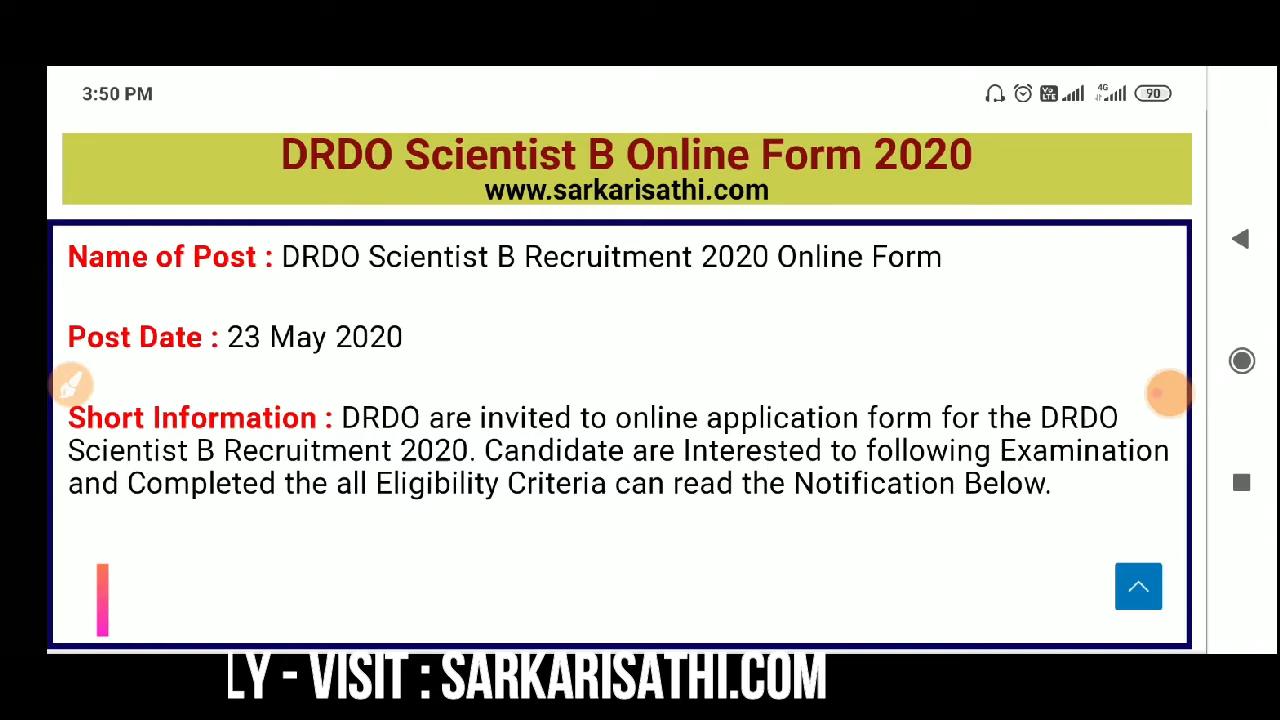 3:50 PM
Vo LTE 4G 90
DRDO Scientist B Online Form 2020
www.sarkarisathi.com
Name of Post : DRDO Scientist B Recruitment 2020 Online Form
Post Date : 23 May 2020
Short Information : DRDO are invited to online application form for the DRDO
Scientist B Recruitment 2020. Candidate are Interested to following Examination
and Completed the all Eligibility Criteria can read the Notification Below.
LY - VISIT : SARKARISATHI.COM